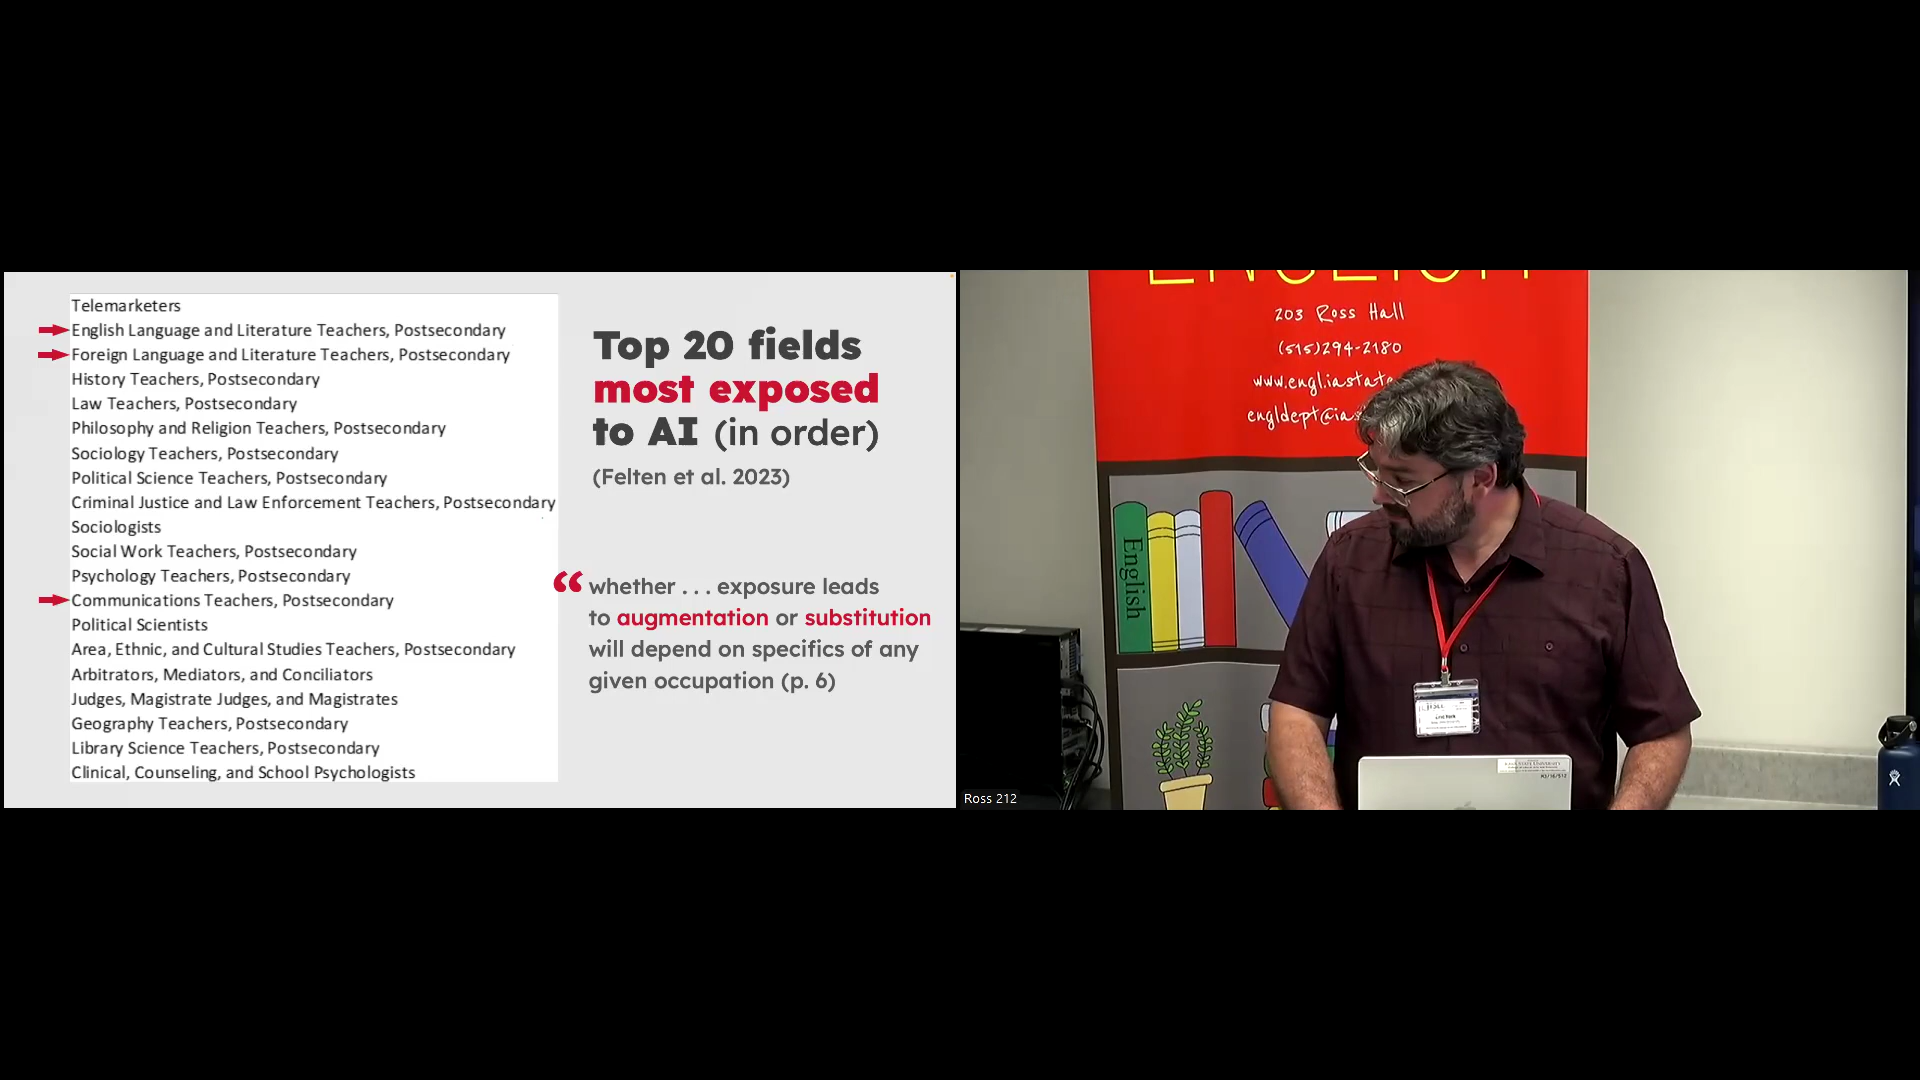 Telemarketers
English Language and Literature Teachers, Postsecondary
Foreign Language and Literature Teachers, Postsecondary
History Teachers, Postsecondary
Law Teachers, Postsecondary
Philosophy and Religion Teachers, Postsecondary
Sociology Teachers, Postsecondary
Political Science Teachers, Postsecondary
Criminal Justice and Law Enforcement Teachers, Postsecondary
Sociologists
Social Work Teachers, Postsecondary
Psychology Teachers, Postsecondary
Communications Teachers, Postsecondary
Political Scientists
Area, Ethnic, and Cultural Studies Teachers, Postsecondary
Arbitrators, Mediators, and Conciliators
Judges, Magistrate Judges, and Magistrates
Geography Teachers, Postsecondary
Library Science Teachers, Postsecondary
Clinical, Counseling, and School Psychologists
Top 20 fields
most exposed
to AI (in order)
(Felten et al. 2023)
“ whether . . . exposure leads
to augmentation or substitution
will depend on specifics of any
given occupation (p. 6)
ENGLISH
203 Ross Hall
(515)294-2180
www.engl.iastate
engldept@ias
English
Ross 212